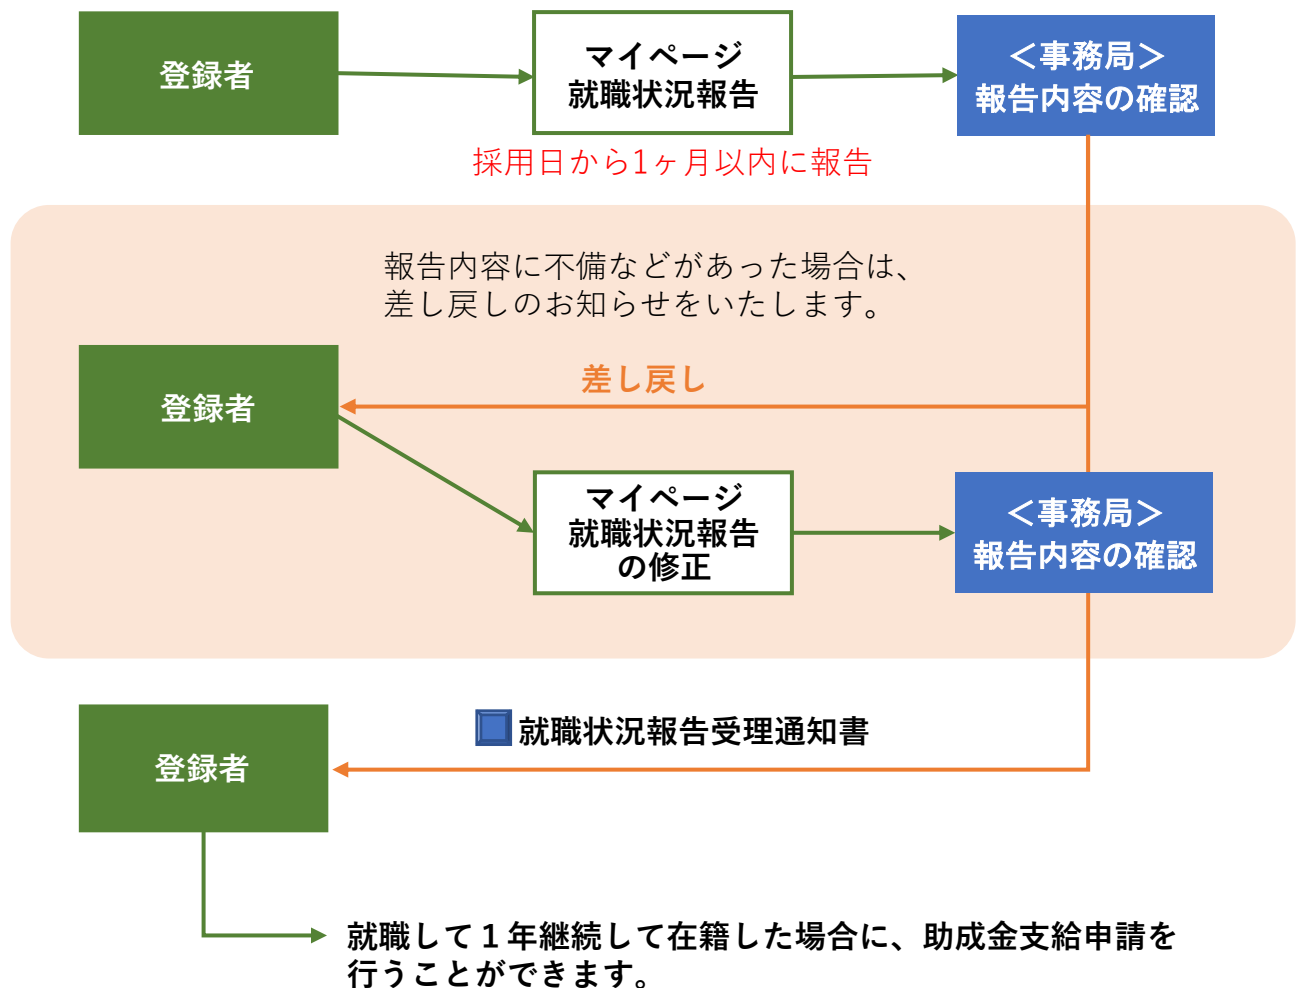 登録者
マイページ
就職状況報告
＜事務局＞
報告内容の確認
採用日から1ヶ月以内に報告
報告内容に不備などがあった場合は、
差し戻しのお知らせをいたします。
差し戻し
登録者
マイページ
就職状況報告
の修正
＜事務局＞
報告内容の確認
就職状況報告受理通知書
登録者
就職して１年継続して在籍した場合に、助成金支給申請を
行うことができます。